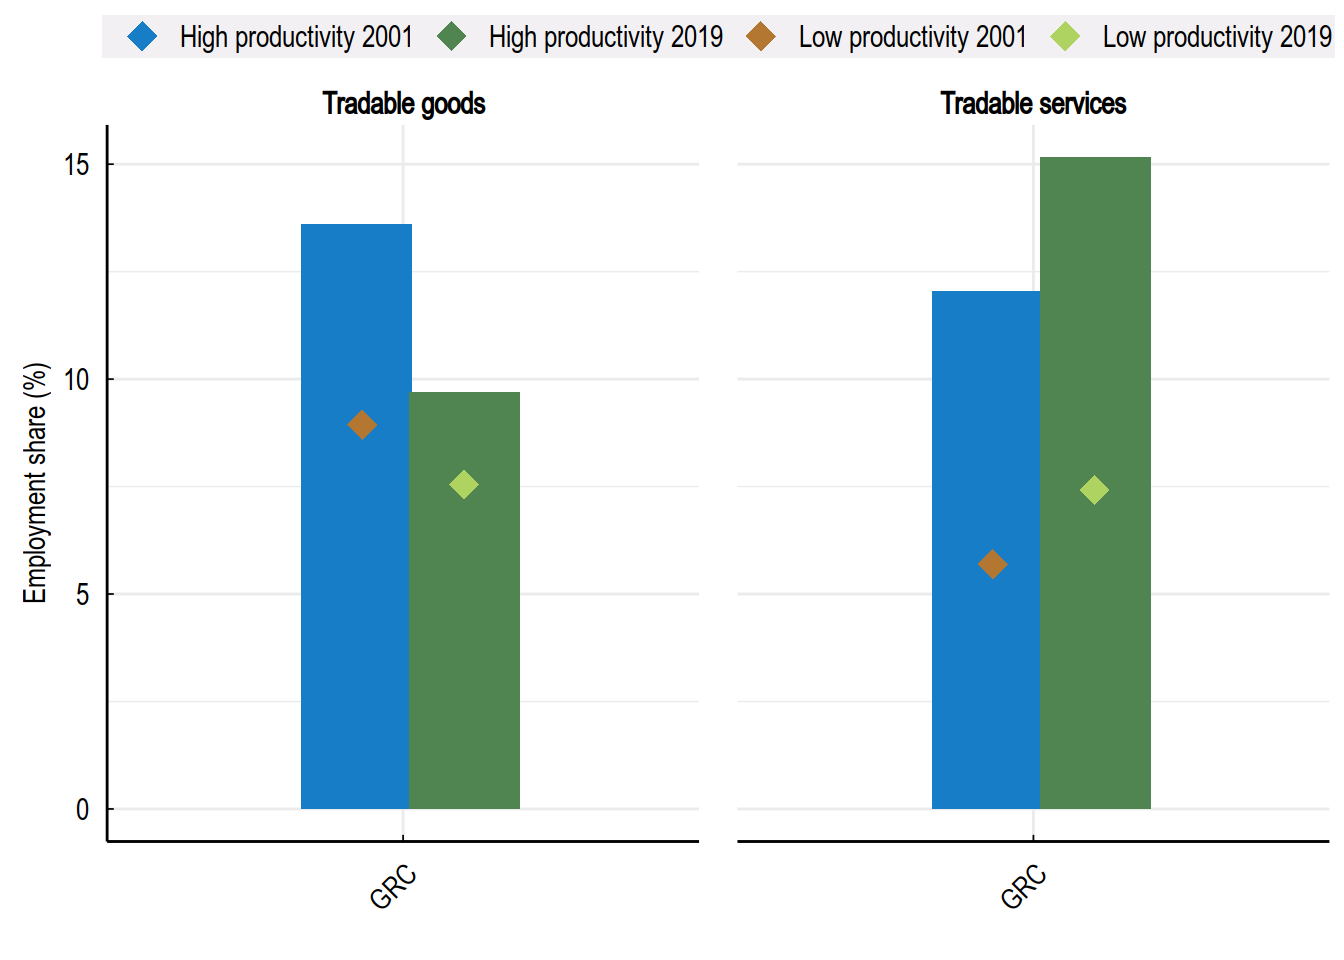 High productivity 2001 High productivity 2019 Low productivity 2001 Low productivity 2019
Tradable goods Tradable services
Employment share (%)
15
10
5
0
GRC GRC